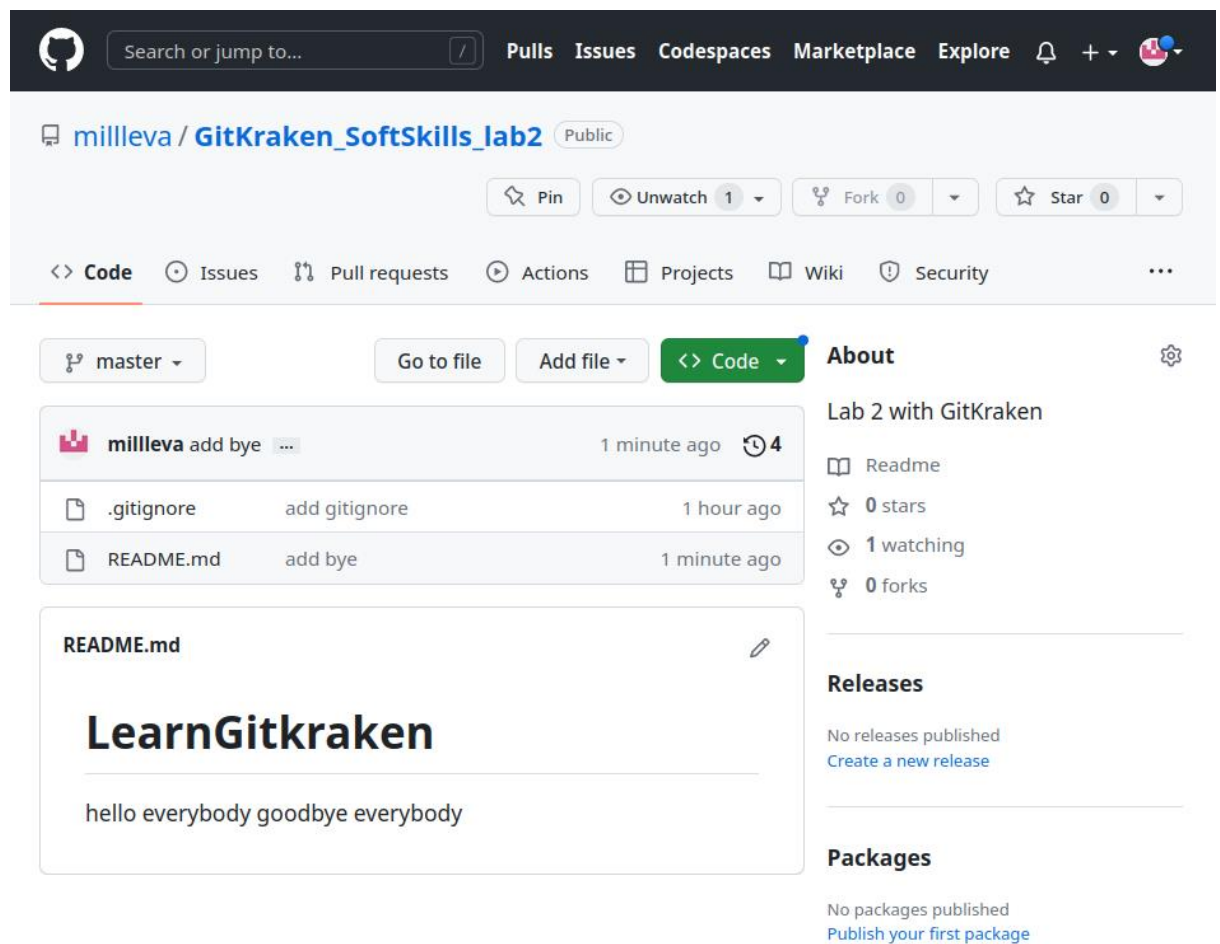 Search or jump to... / Pulls Issues Codespaces Marketplace Explore
millleva / GitKraken_SoftSkills_lab2 Public
Pin Unwatch 1 Fork 0 Star 0
Code Issues Pull requests Actions Projects Wiki Security ...
master Go to file Add file Code
millleva add bye ... 1 minute ago 4
.gitignore add gitignore 1 hour ago
README.md add bye 1 minute ago
README.md
LearnGitkraken
hello everybody goodbye everybody
About
Lab 2 with GitKraken
Readme
0 stars
1 watching
0 forks
Releases
No releases published
Create a new release
Packages
No packages published
Publish your first package